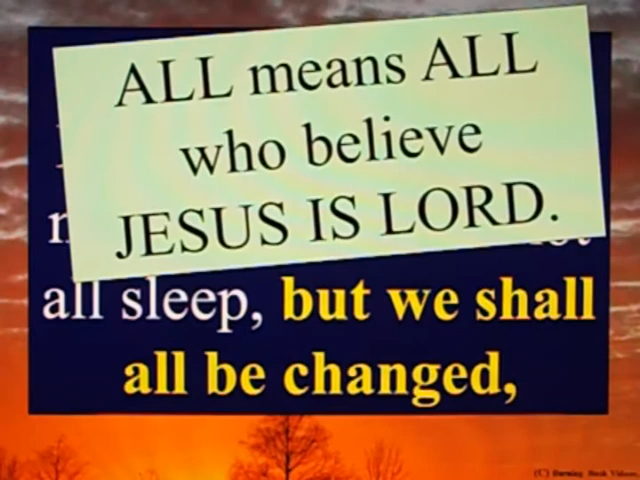 ALL means ALL
who believe
JESUS IS LORD.
all sleep, but we shall
all be changed,